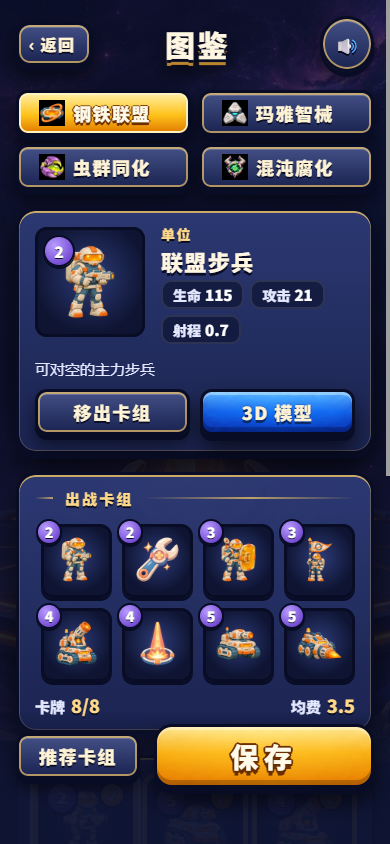 ‹ 返回
图鉴
钢铁联盟
玛雅智械
虫群同化
混沌腐化
2
单位
联盟步兵
生命 115
攻击 21
射程 0.7
可对空的主力步兵
移出卡组
3D 模型
出战卡组
2
2
3
3
4
4
5
5
卡牌 8/8
均费 3.5
推荐卡组
保存